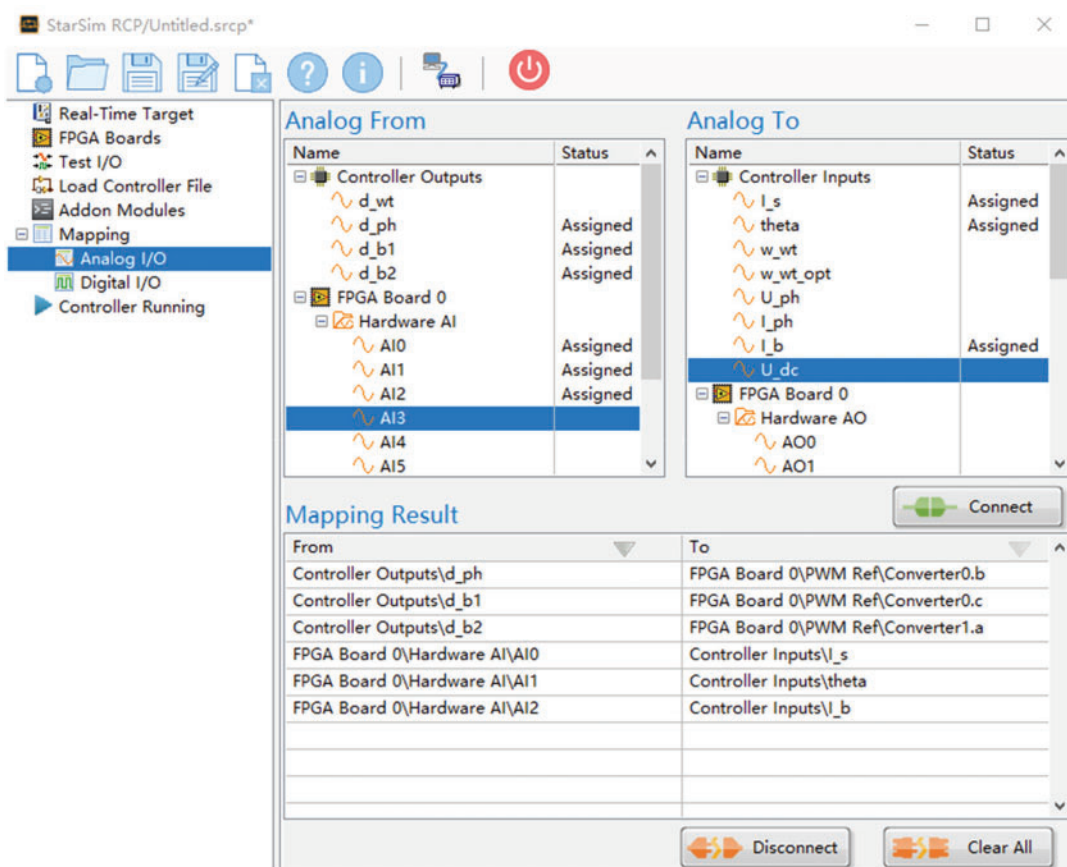 StarSim RCP/Untitled.srcp*
Real-Time Target
FPGA Boards
Test I/O
Load Controller File
Addon Modules
Mapping
Analog I/O
Digital I/O
Controller Running
Analog From
Name Status
Controller Outputs
d_wt
d_ph Assigned
d_b1 Assigned
d_b2 Assigned
FPGA Board 0
Hardware AI
AI0 Assigned
AI1 Assigned
AI2 Assigned
AI3
AI4
AI5
Analog To
Name Status
Controller Inputs
I_s Assigned
theta Assigned
w_wt
w_wt_opt
U_ph
I_ph
I_b Assigned
U_dc
FPGA Board 0
Hardware AO
AO0
AO1
Connect
Mapping Result
From To
Controller Outputs\d_ph FPGA Board 0\PWM Ref\Converter0.b
Controller Outputs\d_b1 FPGA Board 0\PWM Ref\Converter0.c
Controller Outputs\d_b2 FPGA Board 0\PWM Ref\Converter1.a
FPGA Board 0\Hardware AI\AI0 Controller Inputs\I_s
FPGA Board 0\Hardware AI\AI1 Controller Inputs\theta
FPGA Board 0\Hardware AI\AI2 Controller Inputs\I_b
Disconnect
Clear All